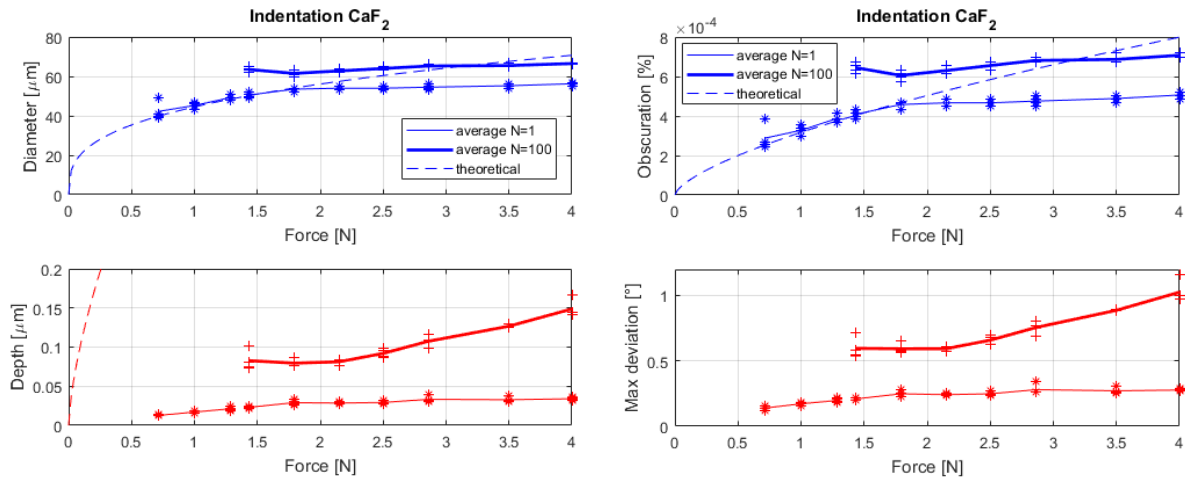 Indentation CaF2
Diameter [μm]
80
60
40
20
0
average N=1
average N=100
theoretical
0 0.5 1 1.5 2 2.5 3 3.5 4
Force [N]
Indentation CaF2
×10-4
Obscuration [%]
8
6
4
2
0
average N=1
average N=100
theoretical
0 0.5 1 1.5 2 2.5 3 3.5 4
Force [N]
Depth [μm]
0.2
0.15
0.1
0.05
0
0 0.5 1 1.5 2 2.5 3 3.5 4
Force [N]
Max deviation [°]
1
0.5
0
0 0.5 1 1.5 2 2.5 3 3.5 4
Force [N]